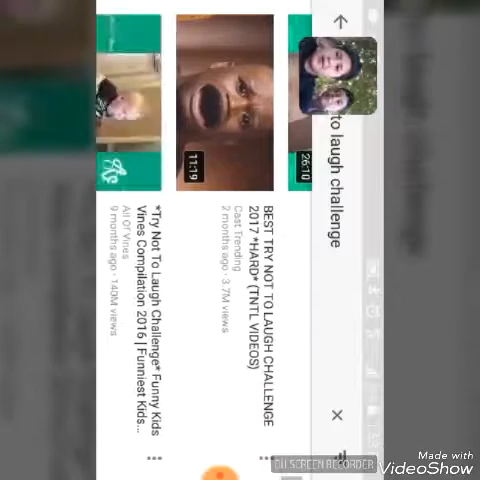 to laugh challenge
26:10
BEST TRY NOT TO LAUGH CHALLENGE
2017 *HARD* (TNTL VIDEOS)
Cast Trending
2 months ago · 3.7M views
11:19
*Try Not To Laugh Challenge* Funny Kids
Vines Compilation 2016 | Funniest Kids...
All Of Vines
9 months ago · 140M views
DU SCREEN RECORDER
Made with
VideoShow